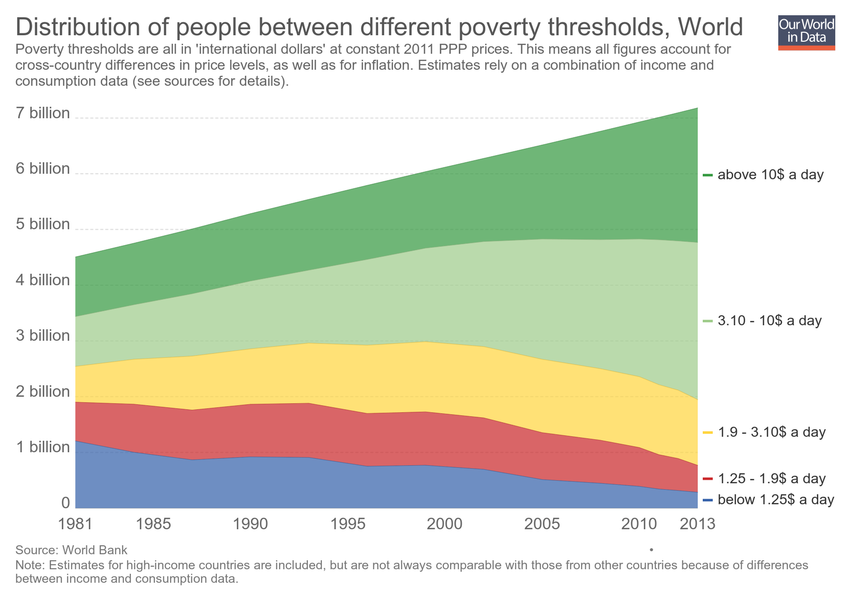 Distribution of people between different poverty thresholds, World
Our World
in Data
Poverty thresholds are all in 'international dollars' at constant 2011 PPP prices. This means all figures account for
cross-country differences in price levels, as well as for inflation. Estimates rely on a combination of income and
consumption data (see sources for details).
7 billion
6 billion
5 billion
4 billion
3 billion
2 billion
1 billion
0
above 10$ a day
3.10 - 10$ a day
1.9 - 3.10$ a day
1.25 - 1.9$ a day
below 1.25$ a day
1981 1985 1990 1995 2000 2005 2010 2013
Source: World Bank
Note: Estimates for high-income countries are included, but are not always comparable with those from other countries because of differences
between income and consumption data.